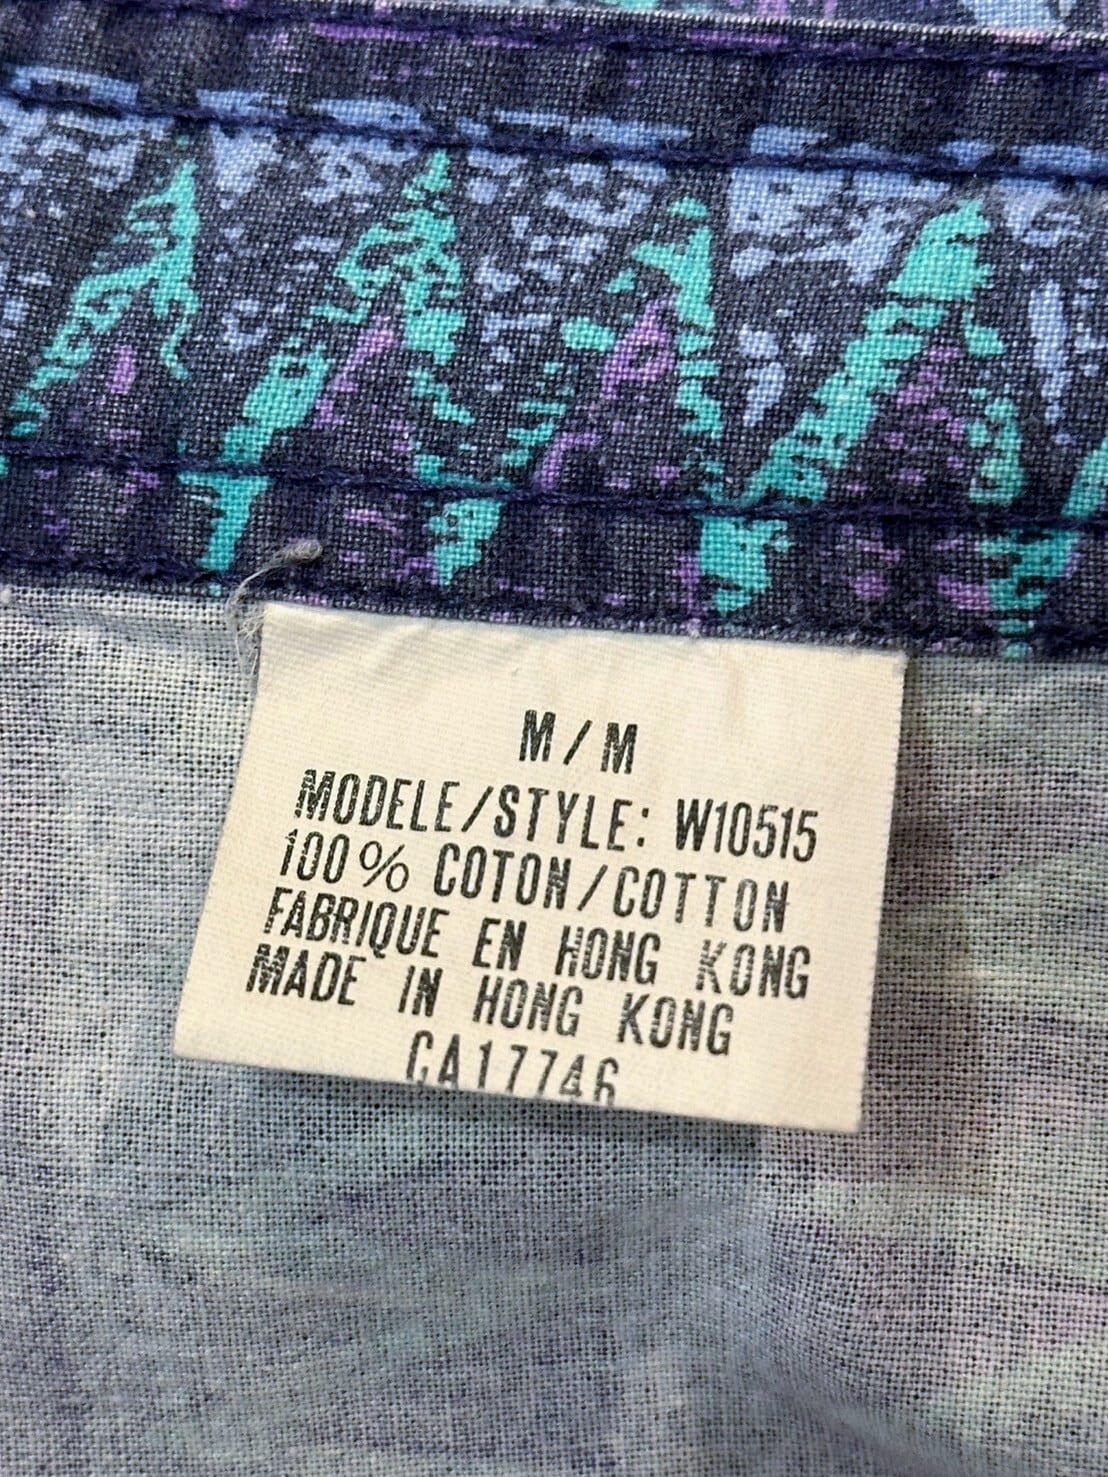 M/M
MODELE/STYLE: W10515
100% COTON/COTTON
FABRIQUE EN HONG KONG
MADE IN HONG KONG
CA17746